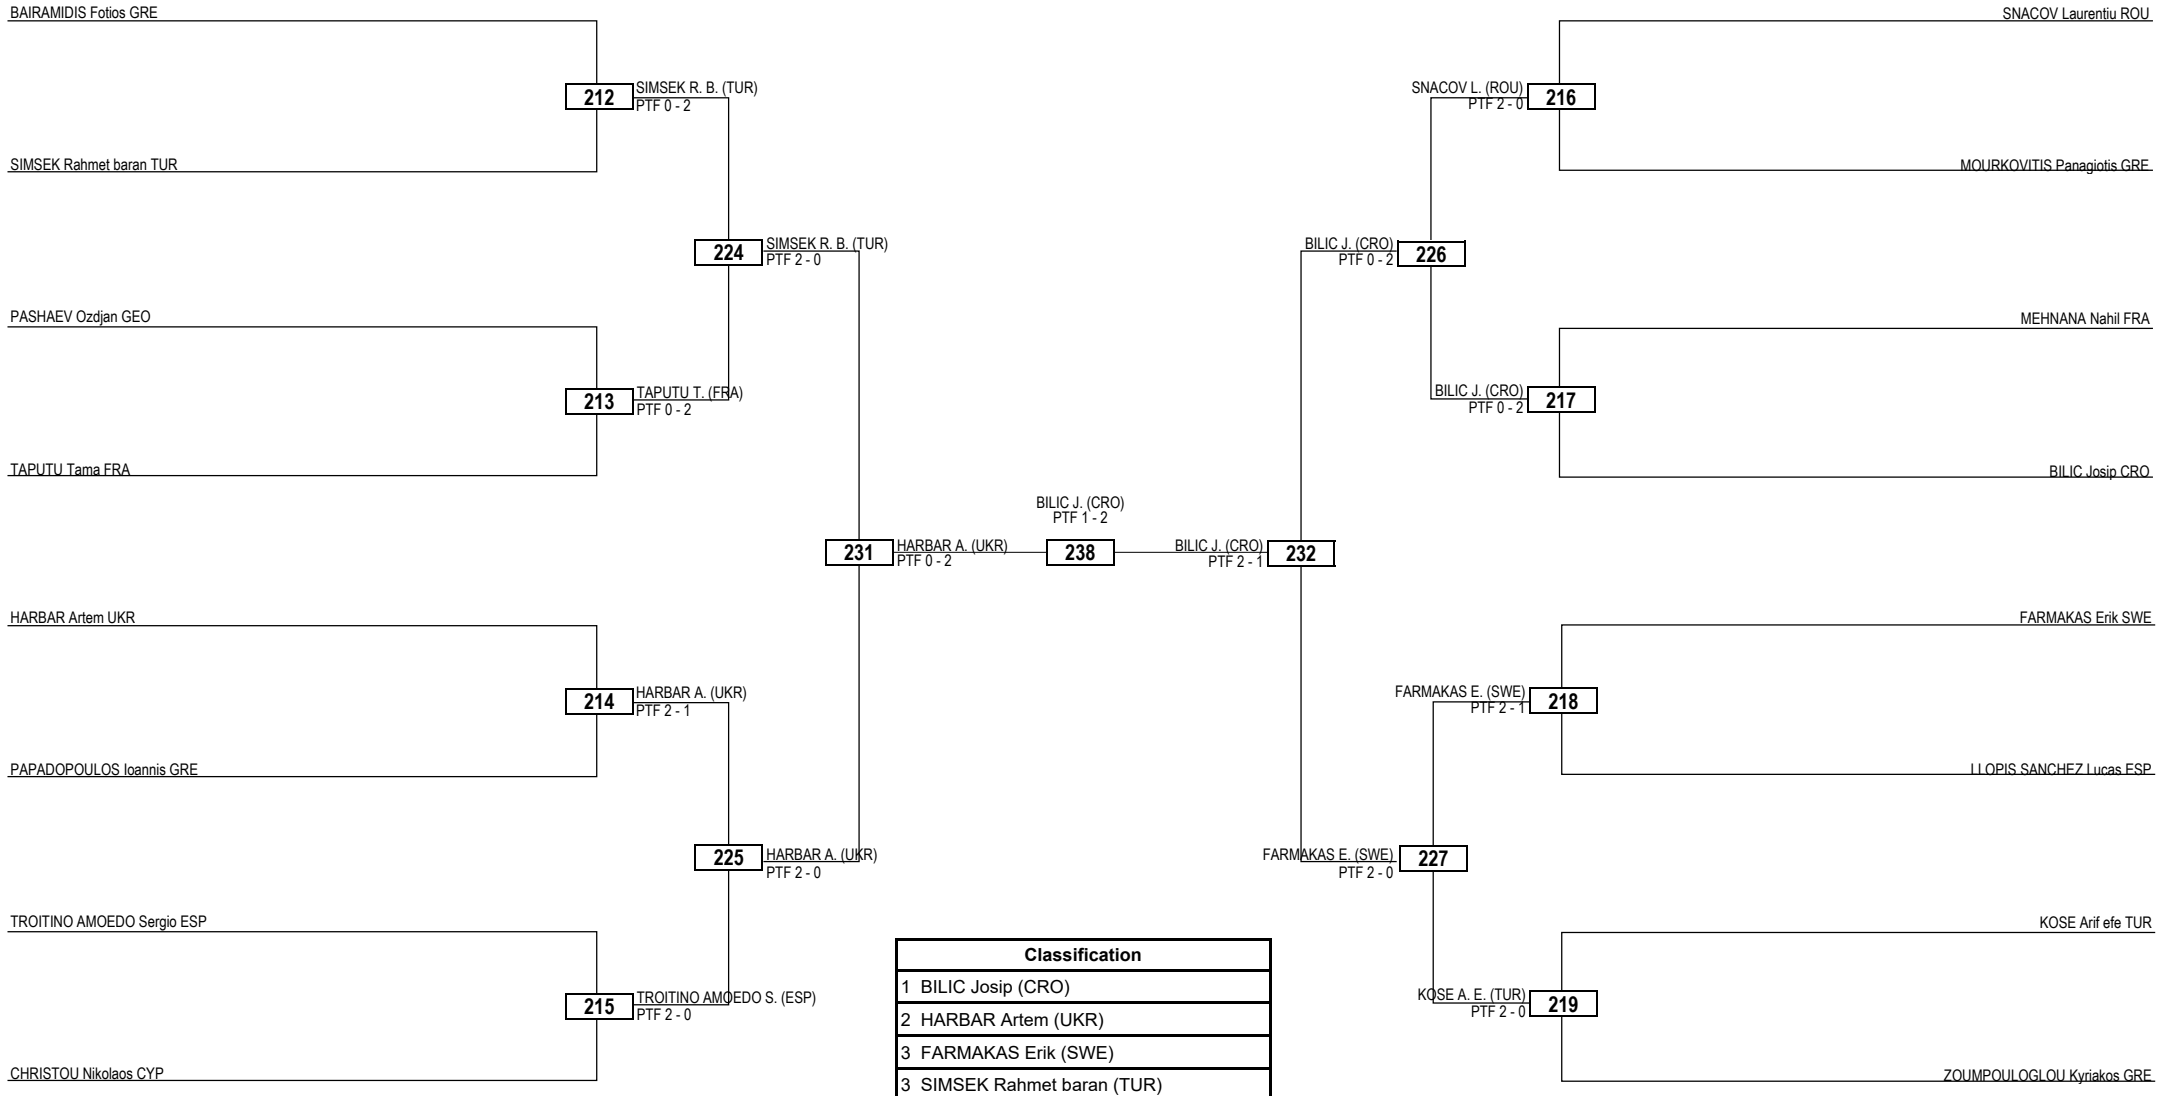 BAIRAMIDIS Fotios GRE
212
SIMSEK R. B. (TUR)
PTF 0 - 2
SIMSEK Rahmet baran TUR
224
SIMSEK R. B. (TUR)
PTF 2 - 0
PASHAEV Ozdjan GEO
213
TAPUTU T. (FRA)
PTF 0 - 2
TAPUTU Tama FRA
231
HARBAR A. (UKR)
PTF 0 - 2
HARBAR Artem UKR
214
HARBAR A. (UKR)
PTF 2 - 1
PAPADOPOULOS Ioannis GRE
225
HARBAR A. (UKR)
PTF 2 - 0
TROITINO AMOEDO Sergio ESP
215
TROITINO AMOEDO S. (ESP)
PTF 2 - 0
CHRISTOU Nikolaos CYP
BILIC J. (CRO)
PTF 1 - 2
238
SNACOV Laurentiu ROU
SNACOV L. (ROU)
PTF 2 - 0
216
MOURKOVITIS Panagiotis GRE
BILIC J. (CRO)
PTF 0 - 2
226
MEHNANA Nahil FRA
BILIC J. (CRO)
PTF 0 - 2
217
BILIC Josip CRO
BILIC J. (CRO)
PTF 2 - 1
232
FARMAKAS Erik SWE
FARMAKAS E. (SWE)
PTF 2 - 1
218
LLOPIS SANCHEZ Lucas ESP
FARMAKAS E. (SWE)
PTF 2 - 0
227
KOSE Arif efe TUR
KOSE A. E. (TUR)
PTF 2 - 0
219
ZOUMPOULOGLOU Kyriakos GRE
Classification
1 BILIC Josip (CRO)
2 HARBAR Artem (UKR)
3 FARMAKAS Erik (SWE)
3 SIMSEK Rahmet baran (TUR)